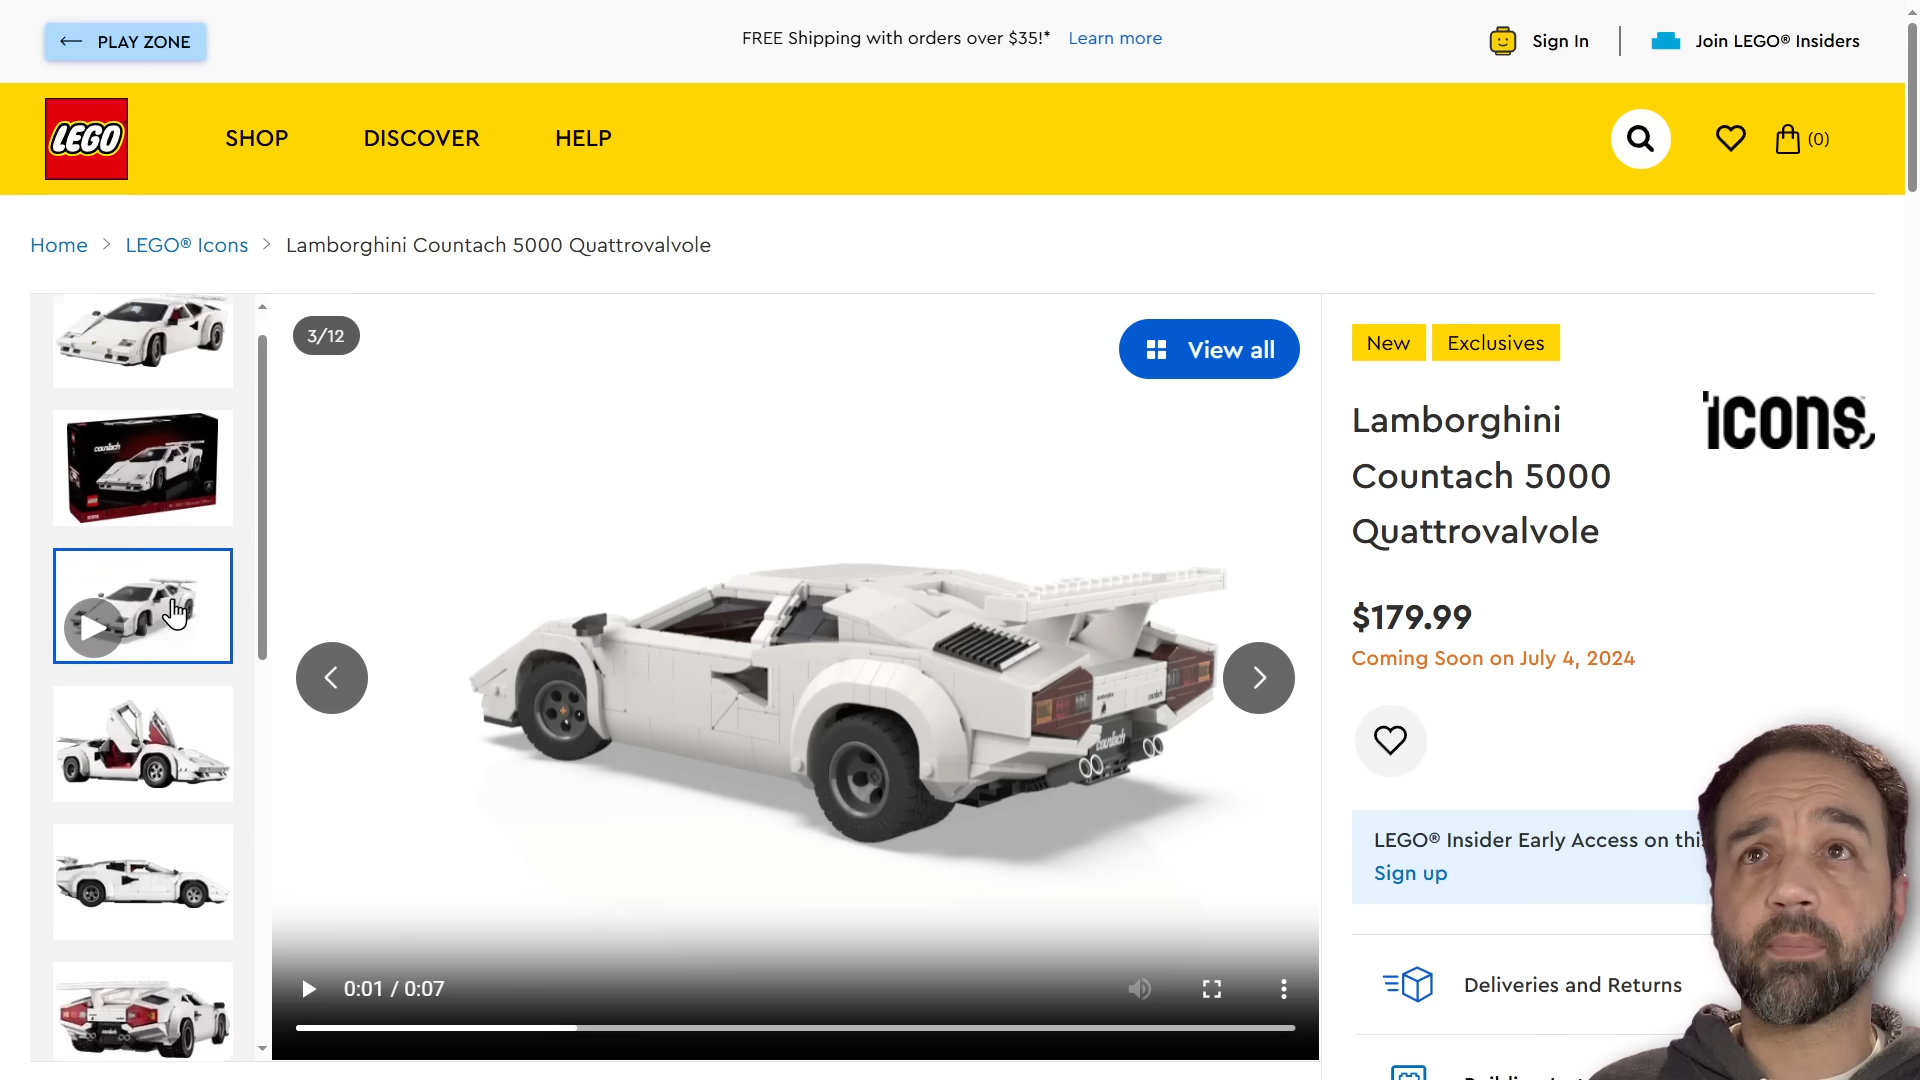 PLAY ZONE
FREE Shipping with orders over $35!* Learn more
Sign In
Join LEGO® Insiders
LEGO
SHOP
DISCOVER
HELP
(0)
Home > LEGO® Icons > Lamborghini Countach 5000 Quattrovalvole
3/12
View all
countach
countach
0:01 / 0:07
New
Exclusives
icons
Lamborghini
Countach 5000
Quattrovalvole
$179.99
Coming Soon on July 4, 2024
LEGO® Insider Early Access on this
Sign up
Deliveries and Returns